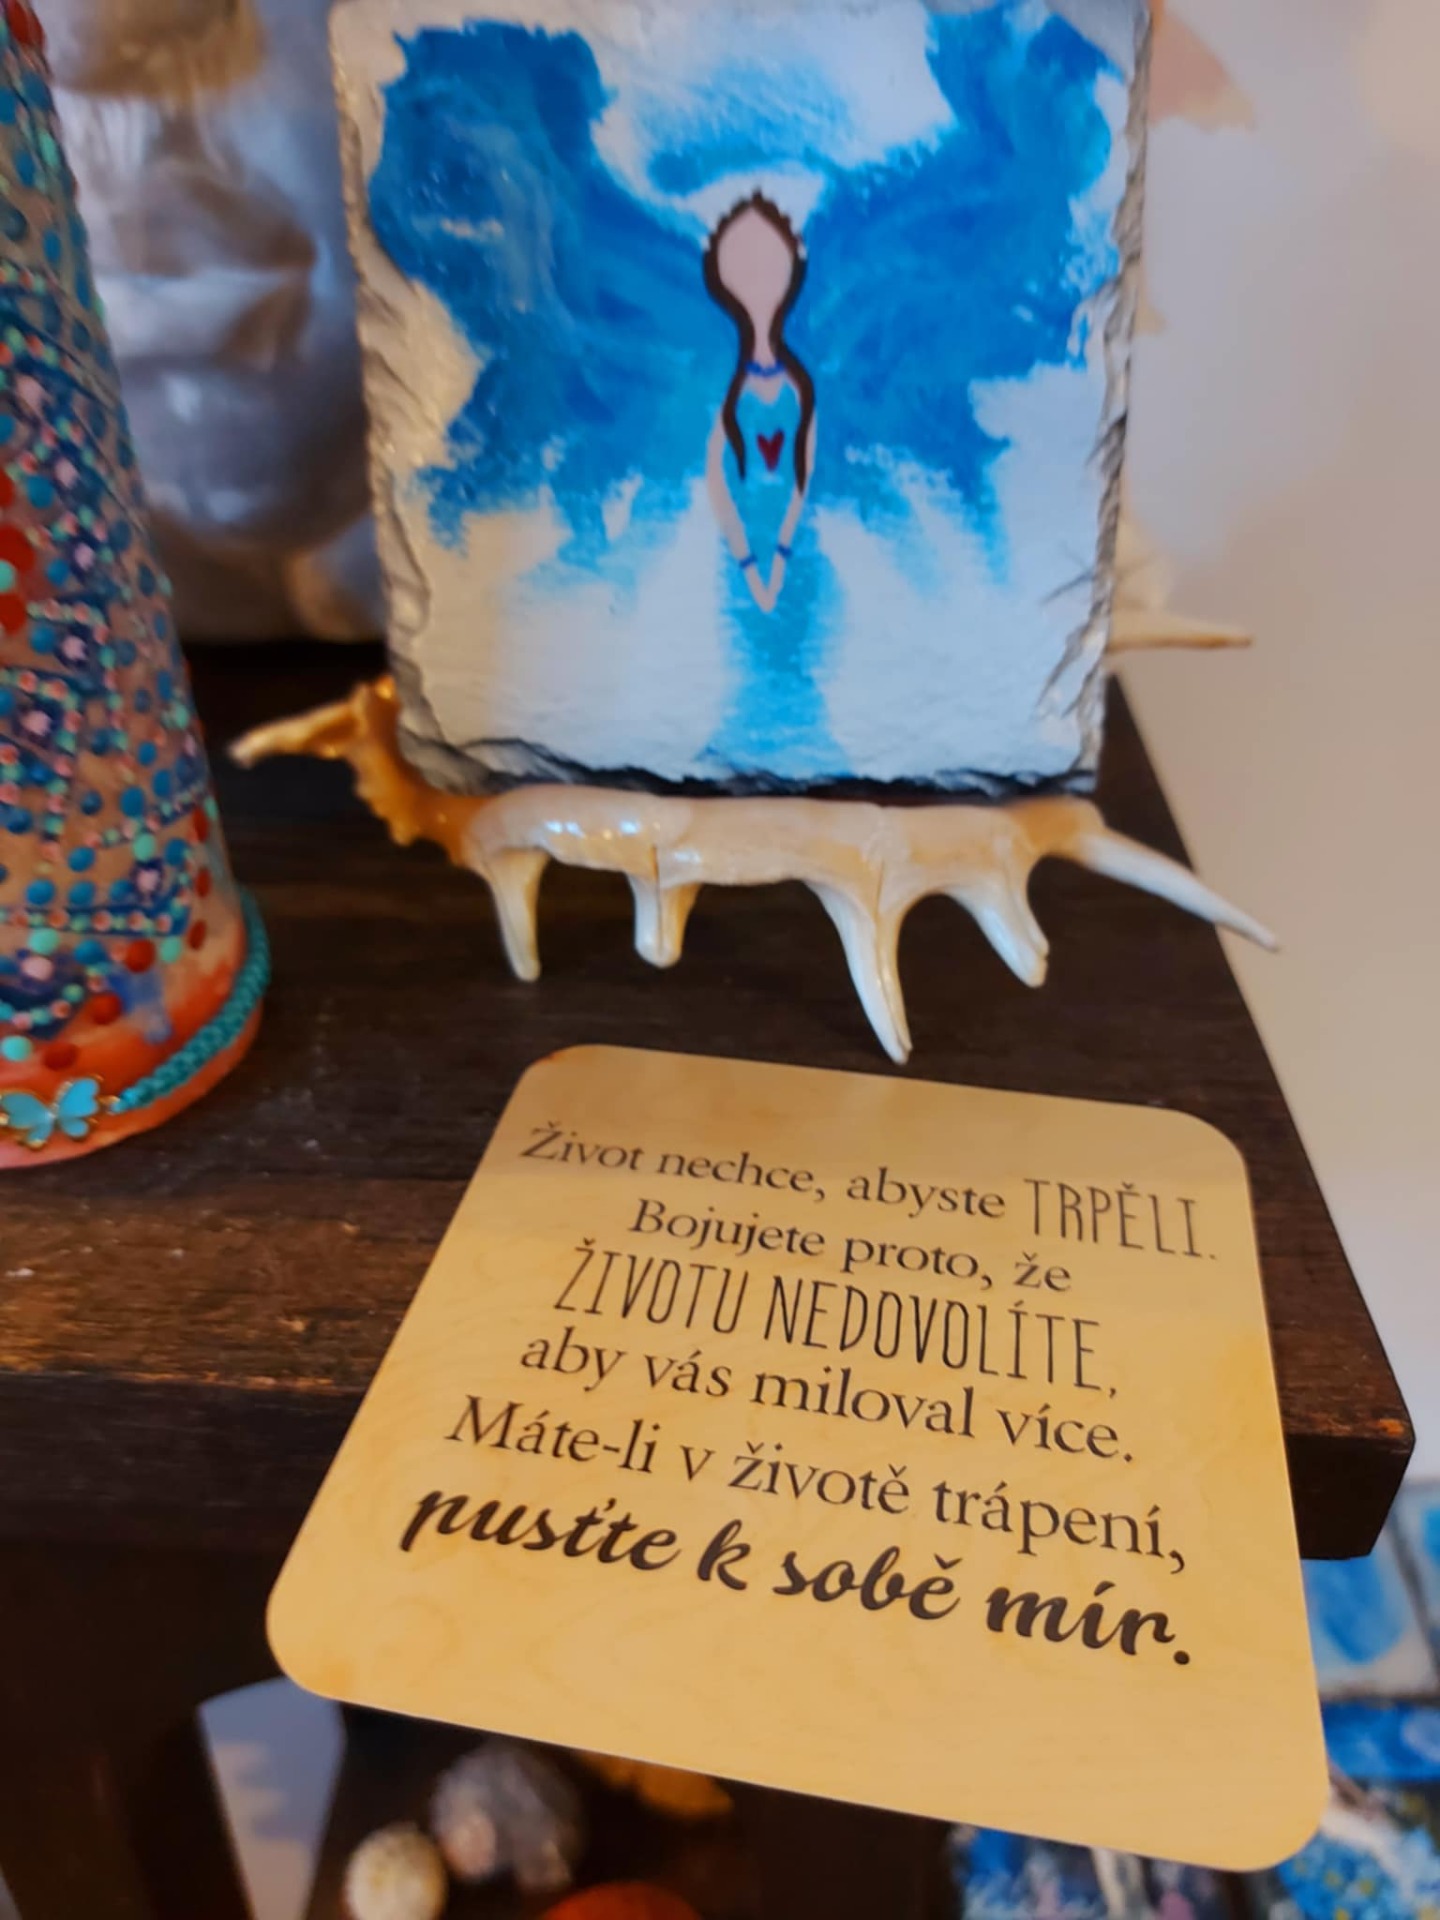 Život nechce, abyste TRPĚLI.
Bojujete proto, že
ŽIVOTU NEDOVOLÍTE,
aby vás miloval více.
Máte-li v životě trápení,
pusťte k sobě mír.